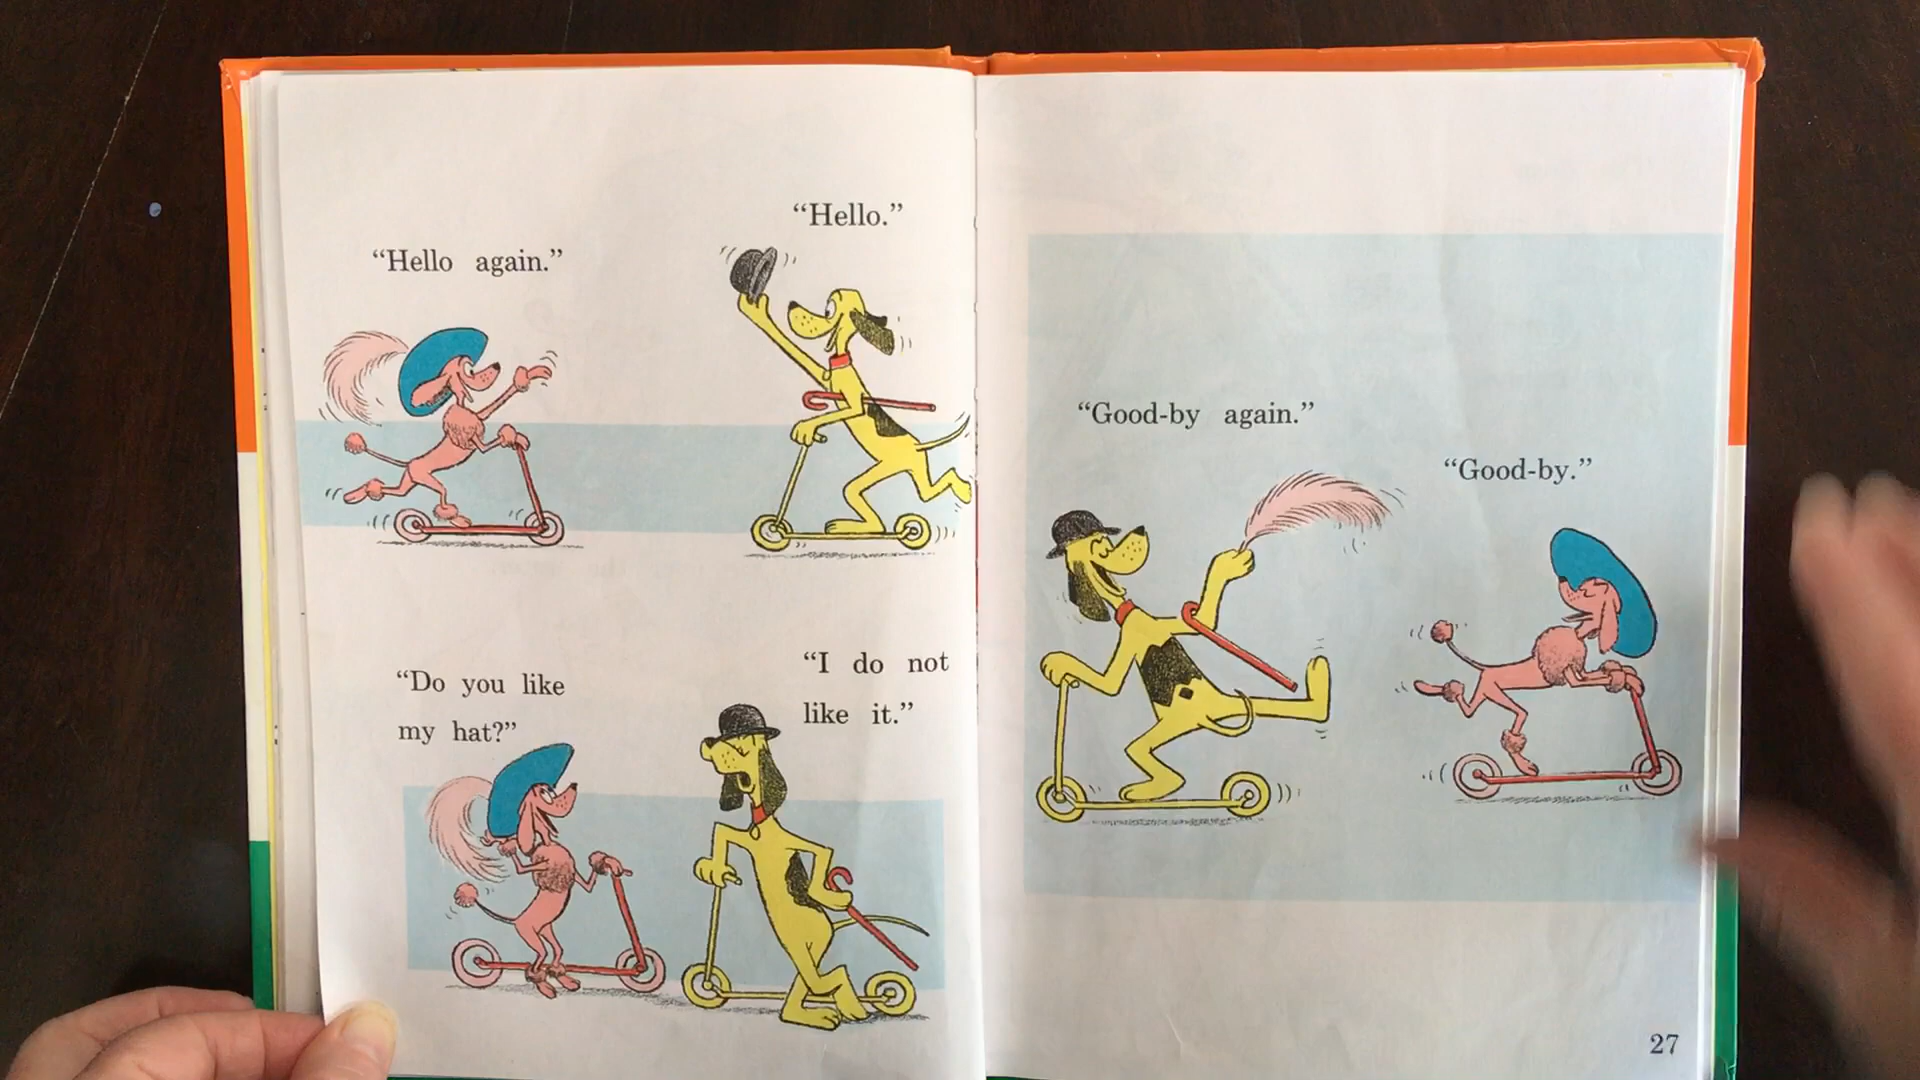 “Hello again.”
“Hello.”
“Do you like
my hat?”
“I do not
like it.”
“Good-by again.”
“Good-by.”
27